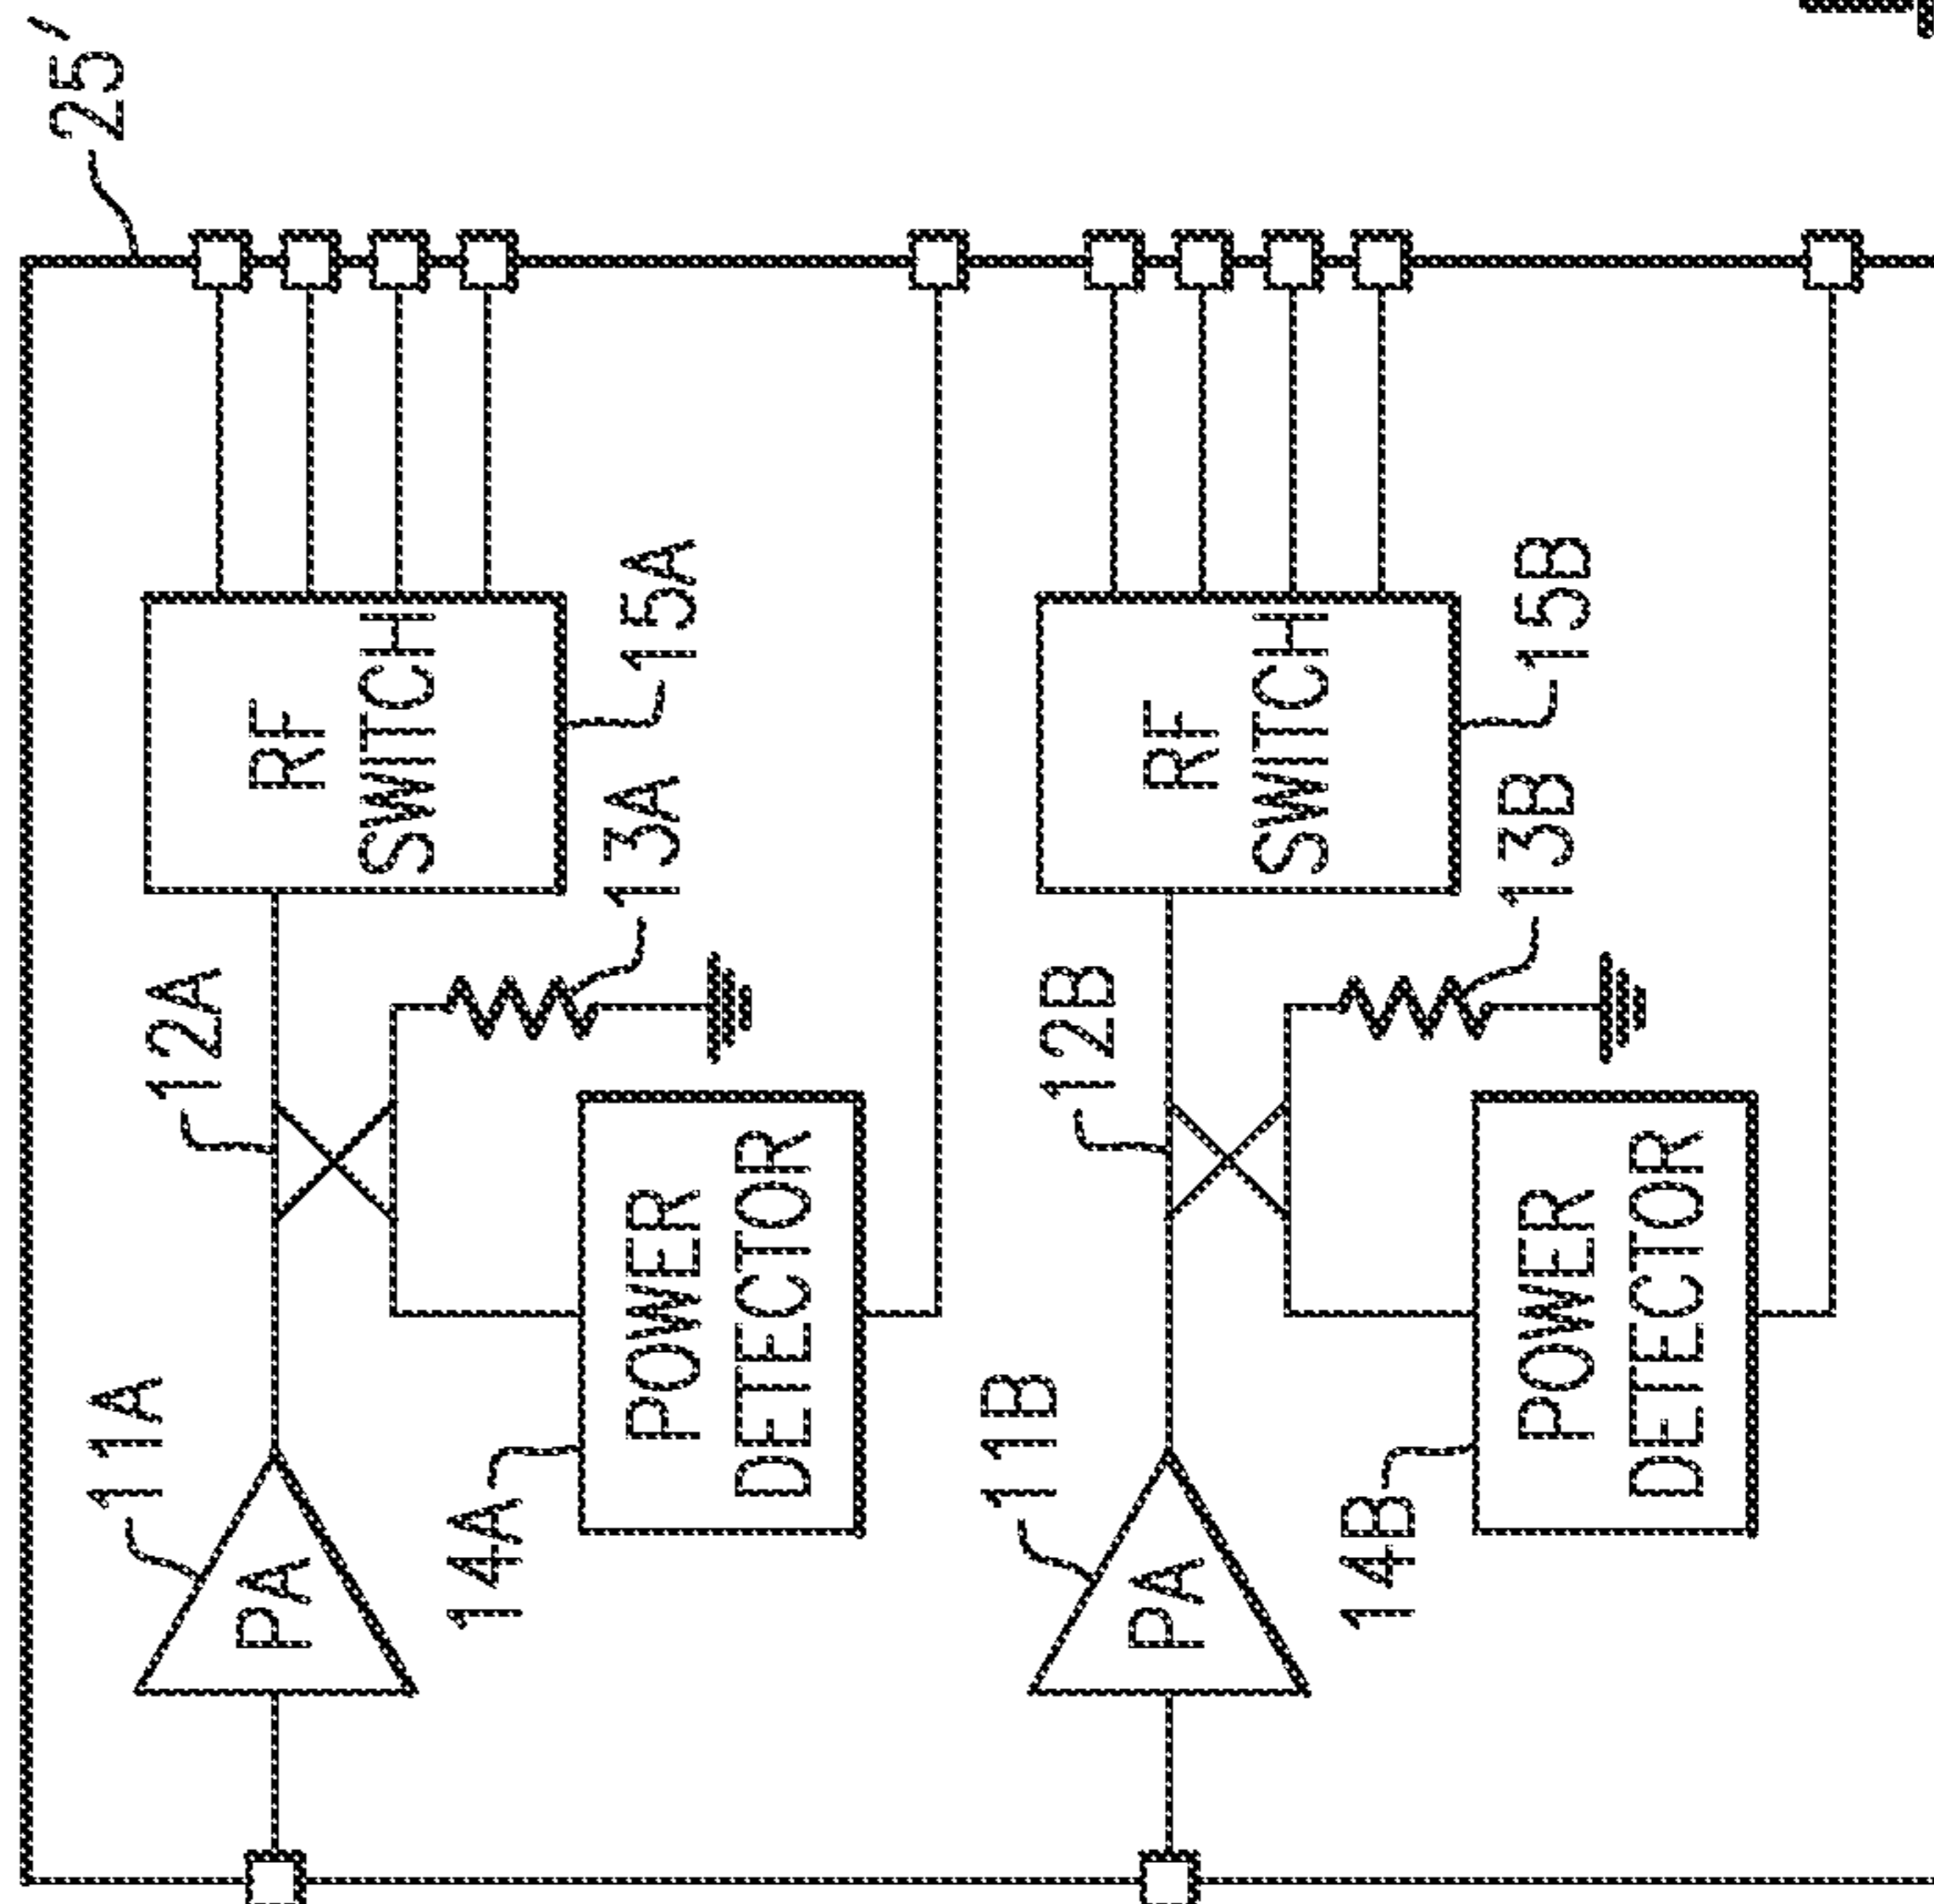 25'
11A
PA
12A
RF
SWITCH
15A
13A
14A
POWER
DETECTOR
11B
PA
12B
RF
SWITCH
15B
13B
14B
POWER
DETECTOR